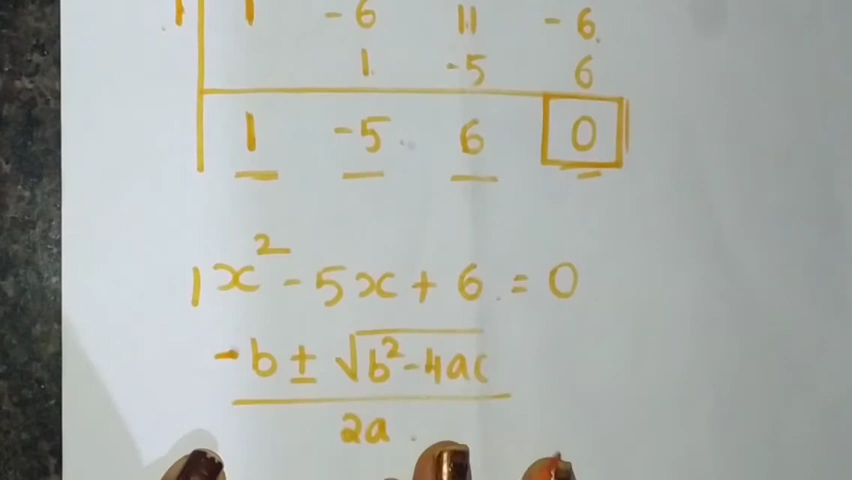 1 | 1 -6 11 -6
1 -5 6
1 -5 6 0
1x² - 5x + 6 = 0
-b ± √b² - 4ac
2a